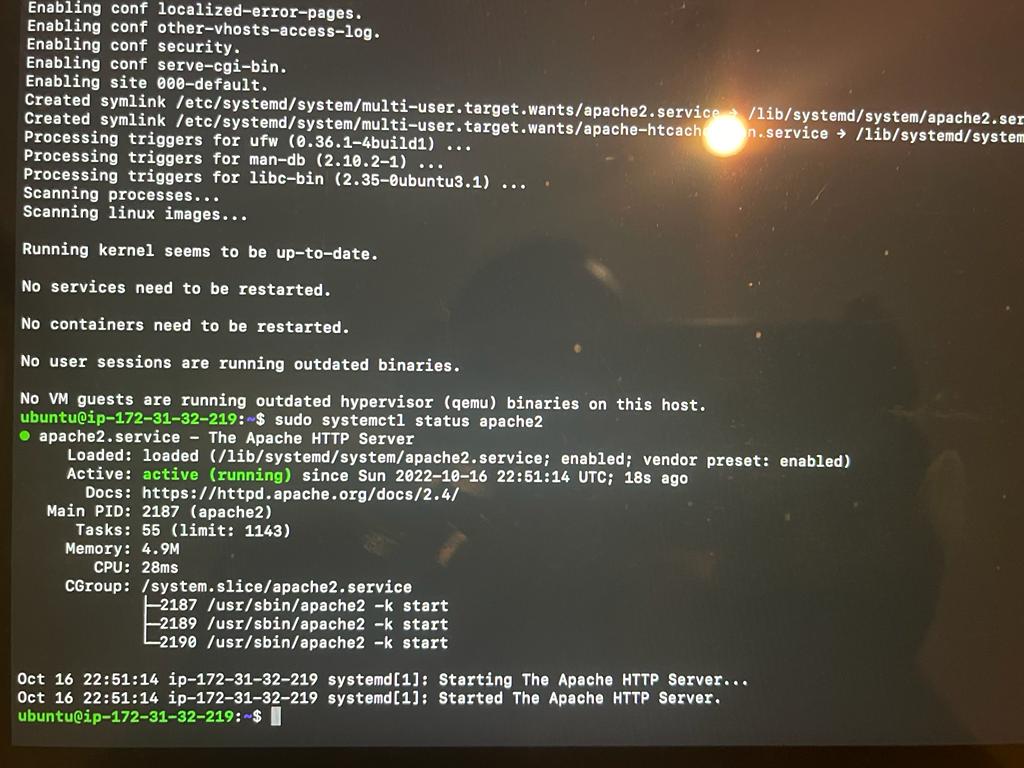 Enabling conf localized-error-pages.
Enabling conf other-vhosts-access-log.
Enabling conf security.
Enabling conf serve-cgi-bin.
Enabling site 000-default.
Created symlink /etc/systemd/system/multi-user.target.wants/apache2.service → /lib/systemd/system/apache2.ser
Created symlink /etc/systemd/system/multi-user.target.wants/ → /lib/systemd/system
Processing triggers for ufw (0.36.1-4build1) ...
Processing triggers for man-db (2.10.2-1) ...
Processing triggers for libc-bin (2.35-0ubuntu3.1) ...
Scanning processes...
Scanning linux images...
Running kernel seems to be up-to-date.
No services need to be restarted.
No containers need to be restarted.
No user sessions are running outdated binaries.
No VM guests are running outdated hypervisor (qemu) binaries on this host.
ubuntu@ip-172-31-32-219:~$ sudo systemctl status apache2
● apache2.service - The Apache HTTP Server
Loaded: loaded (/lib/systemd/system/apache2.service; enabled; vendor preset: enabled)
Active: active (running) since Sun 2022-10-16 22:51:14 UTC; 18s ago
Docs: https://httpd.apache.org/docs/2.4/
Main PID: 2187 (apache2)
Tasks: 55 (limit: 1143)
Memory: 4.9M
CPU: 28ms
CGroup: /system.slice/apache2.service
├─2187 /usr/sbin/apache2 -k start
├─2189 /usr/sbin/apache2 -k start
└─2190 /usr/sbin/apache2 -k start
Oct 16 22:51:14 ip-172-31-32-219 systemd[1]: Starting The Apache HTTP Server...
Oct 16 22:51:14 ip-172-31-32-219 systemd[1]: Started The Apache HTTP Server.
ubuntu@ip-172-31-32-219:~$